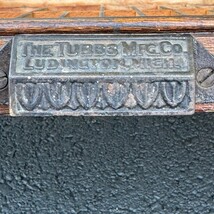 THE TUBBS MFG CO
LUDINGTON, MICH.